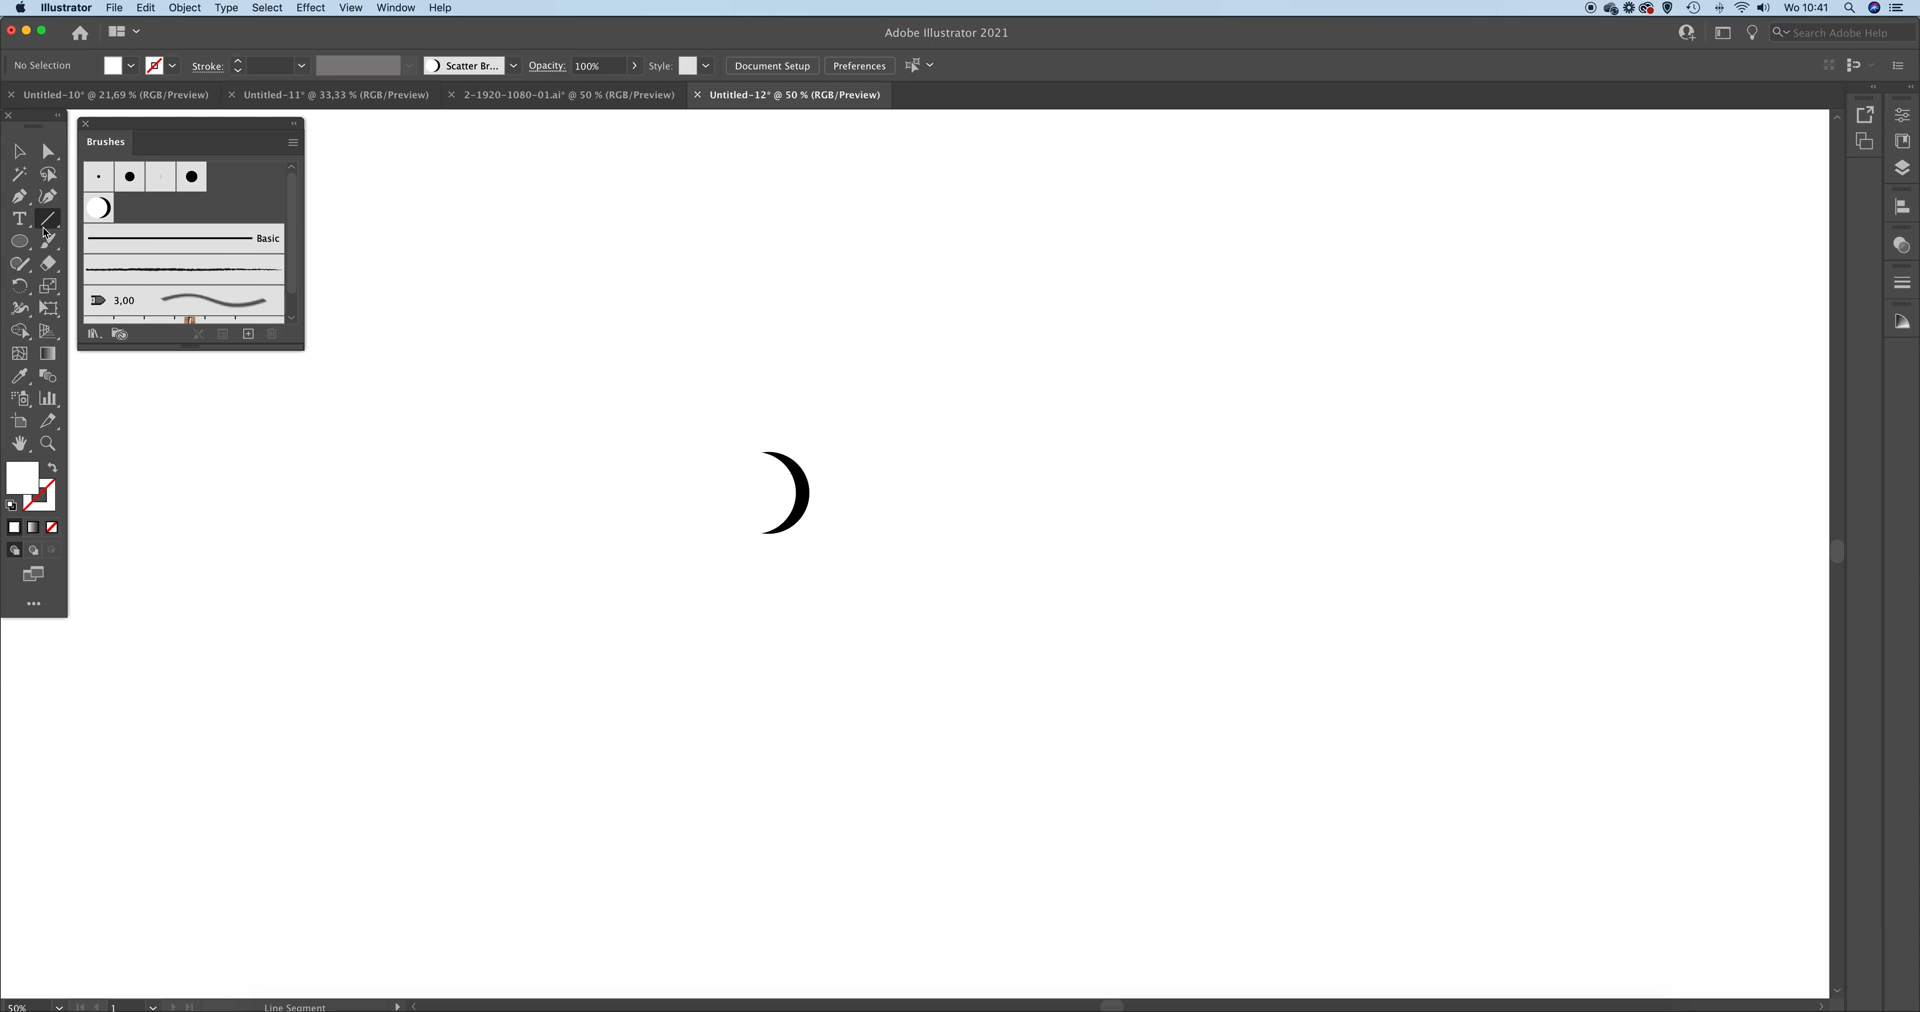 Illustrator File Edit Object Type Select Effect View Window Help Wo 10:41
Adobe Illustrator 2021 Search Adobe Help
No Selection Stroke: Scatter Br... Opacity: 100% Style: Document Setup Preferences
Untitled-10* @ 21,69 % (RGB/Preview) Untitled-11* @ 33,33 % (RGB/Preview) 2-1920-1080-01.ai* @ 50 % (RGB/Preview) Untitled-12* @ 50 % (RGB/Preview)
Brushes
Basic
3,00
50% 1 Line Segment